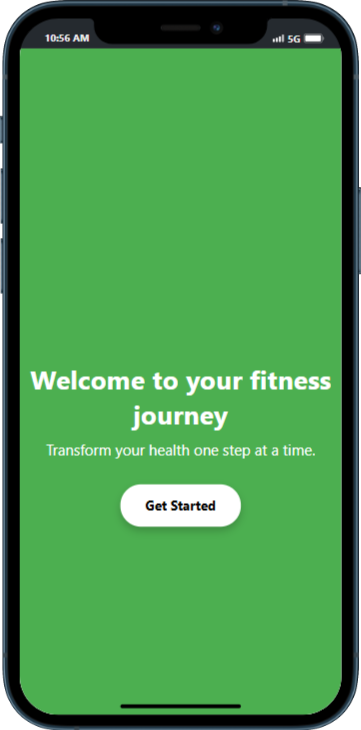 10:56 AM 5G
Welcome to your fitness
journey
Transform your health one step at a time.
Get Started